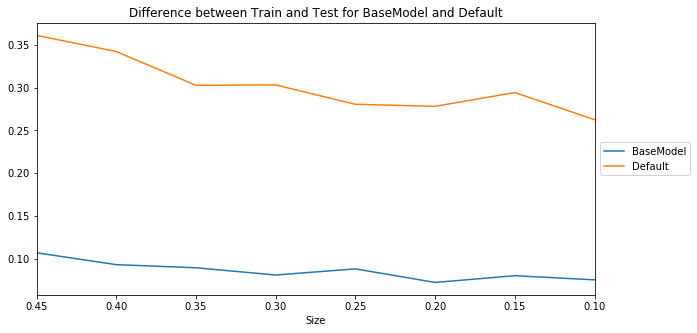 Difference between Train and Test for BaseModel and Default
0.35
0.30
0.25
0.20
0.15
0.10
BaseModel
Default
0.45 0.40 0.35 0.30 0.25 0.20 0.15 0.10
Size